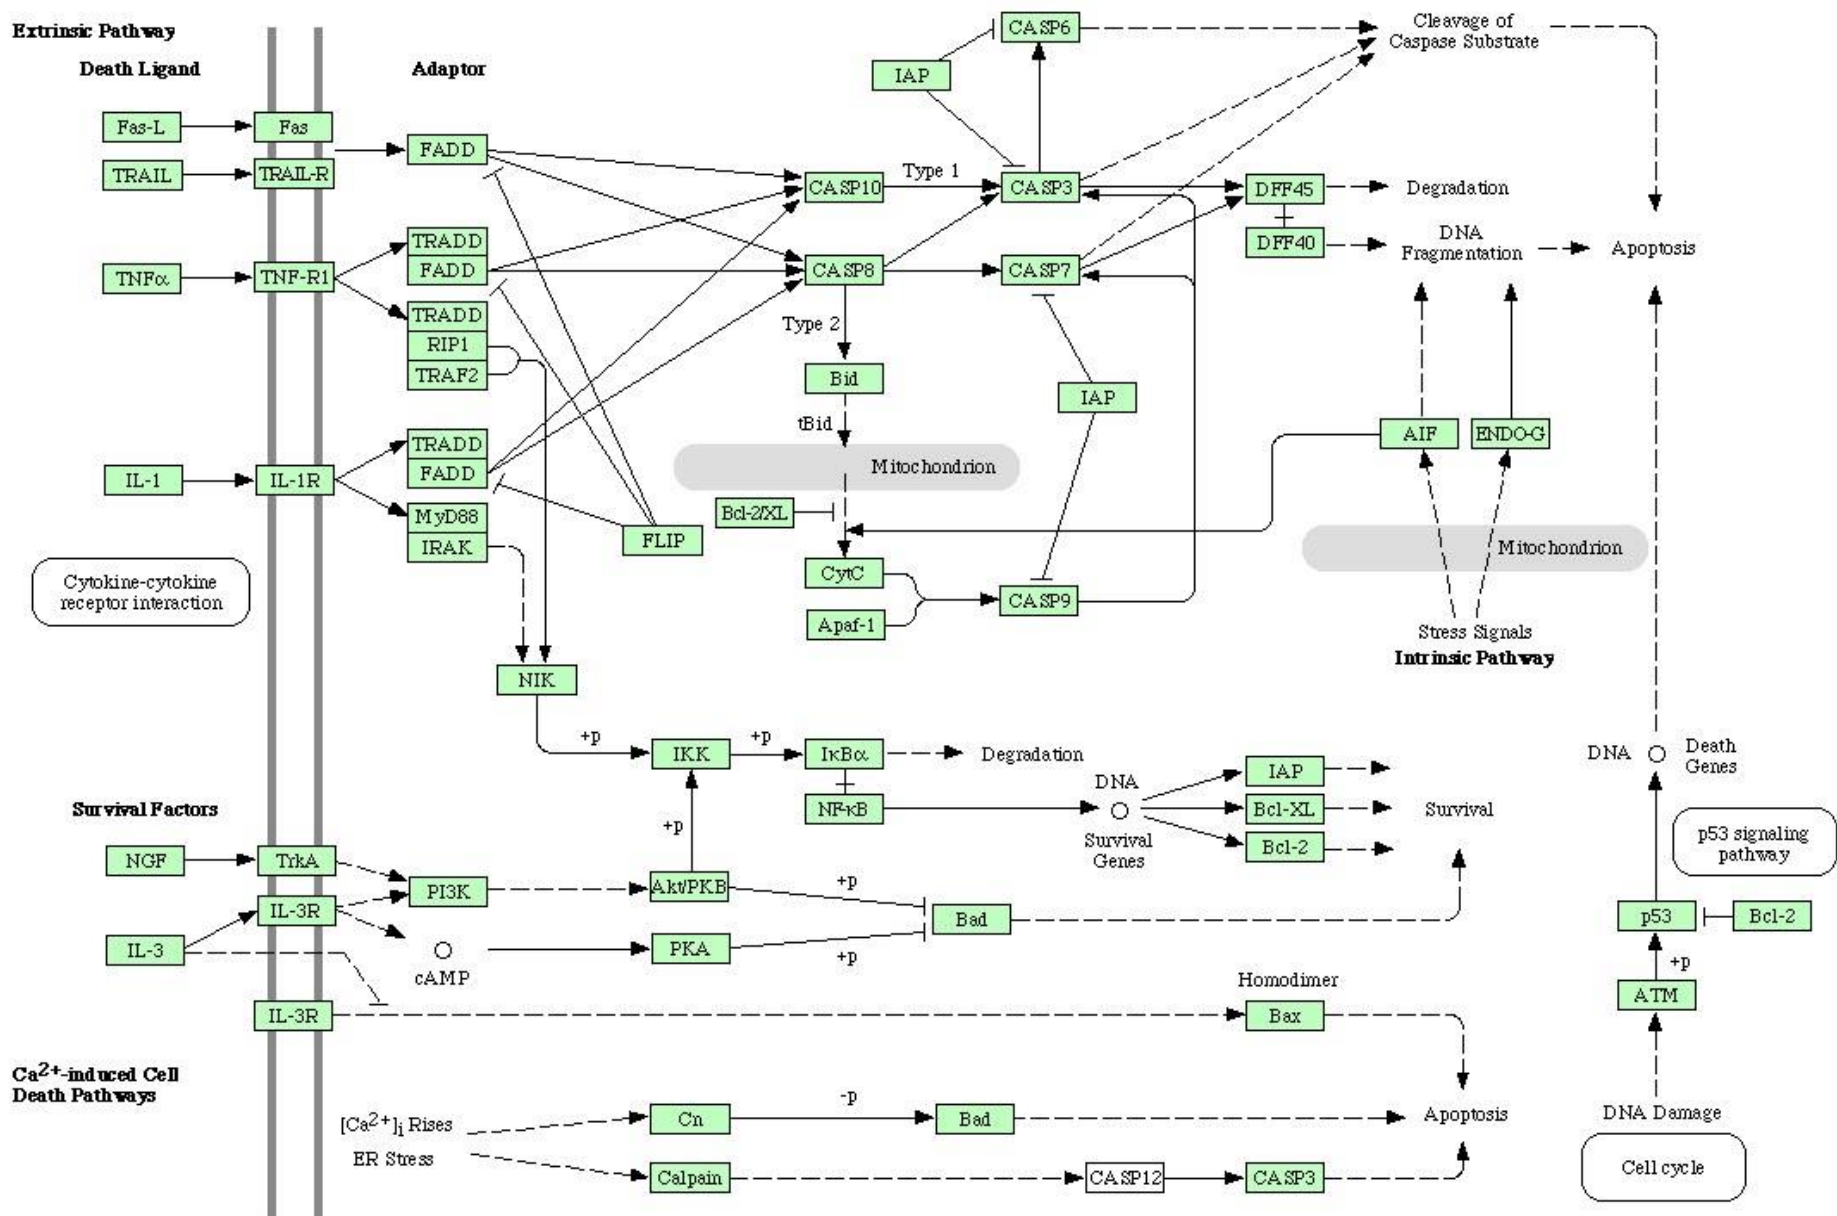 Extrinsic Pathway
Death Ligand
Adaptor
CASP6
Cleavage of
Caspase Substrate
IAP
Fas-L
Fas
FADD
TRAIL
TRAIL-R
CASP10
Type 1
CASP3
DFF45
Degradation
TRADD
DFF40
DNA
Fragmentation
Apoptosis
TNFα
TNF-R1
FADD
CASP8
CASP7
TRADD
RIP1
TRAF2
Type 2
Bid
IAP
tBid
TRADD
FADD
AIF
ENDO-G
IL-1
IL-1R
Mitochondrion
MyD88
IRAK
Bcl-2/XL
FLIP
Mitochondrion
CytC
CASP9
Apaf-1
Cytokine-cytokine
receptor interaction
Stress Signals
Intrinsic Pathway
NIK
+p
IKK
+p
IκBα
Degradation
DNA
Death
Genes
DNA
IAP
Survival Factors
NF-κB
Bcl-XL
Survival
+p
Survival
Genes
Bcl-2
p53 signaling
pathway
NGF
TrkA
PI3K
Akt/PKB
+p
Bad
IL-3R
p53
Bcl-2
IL-3
cAMP
PKA
+p
+p
Homodimer
ATM
IL-3R
Bax
Ca2+-induced Cell
Death Pathways
[Ca2+]i Rises
ER Stress
Cn
-p
Bad
Apoptosis
DNA Damage
Calpain
CASP12
CASP3
Cell cycle